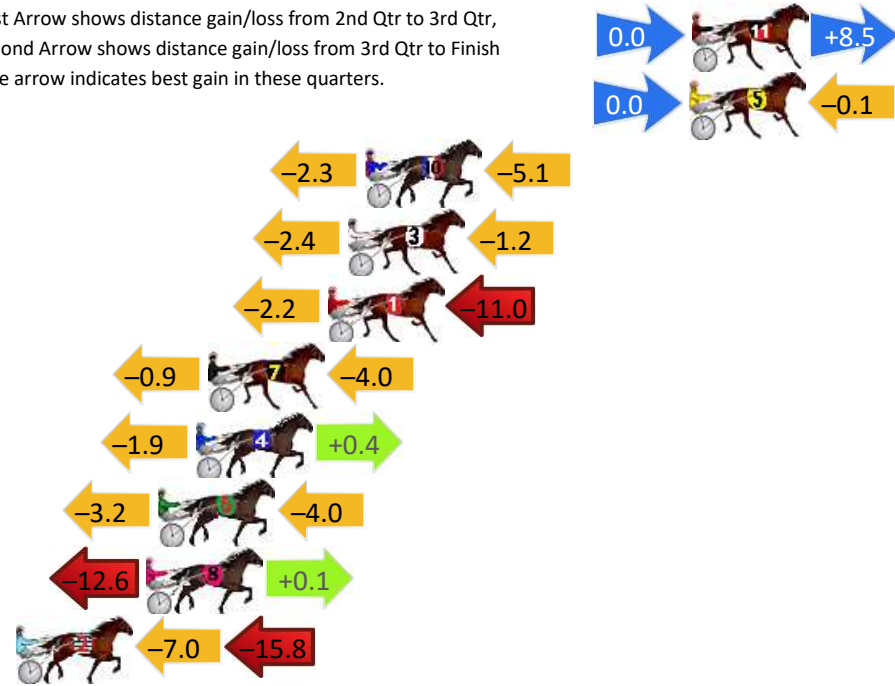 st Arrow shows distance gain/loss from 2nd Qtr to 3rd Qtr,
ond Arrow shows distance gain/loss from 3rd Qtr to Finish
e arrow indicates best gain in these quarters.
0.0 11 +8.5
0.0 5 –0.1
–2.3 10 –5.1
–2.4 3 –1.2
–2.2 1 –11.0
–0.9 7 –4.0
–1.9 4 +0.4
–3.2 –4.0
–12.6 8 +0.1
–7.0 –15.8